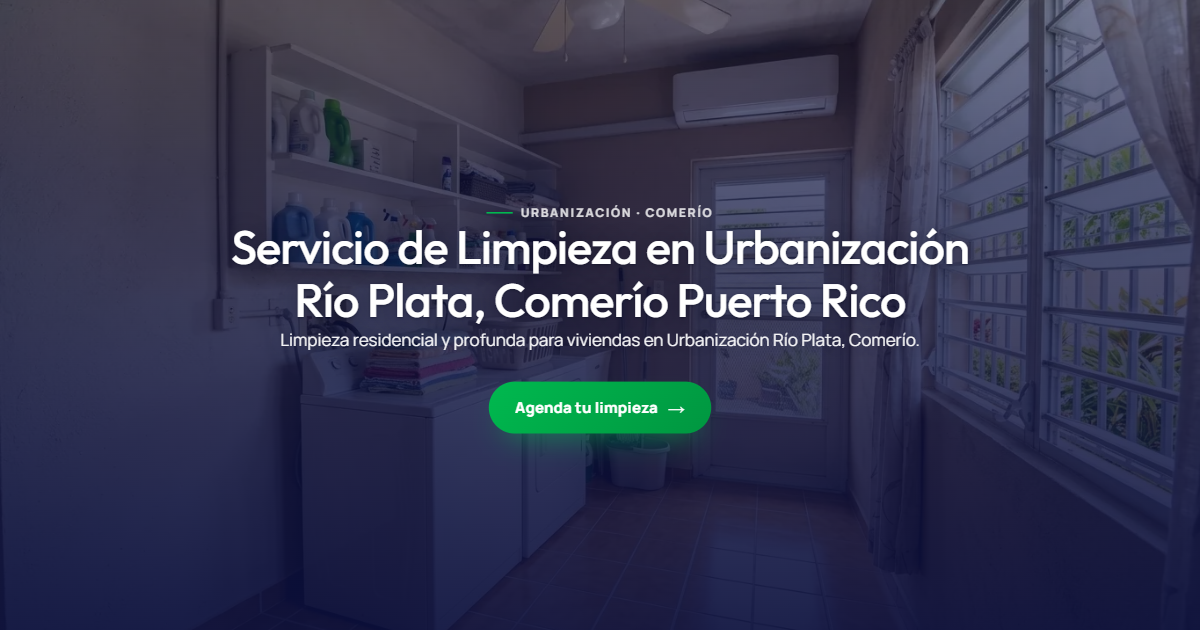 URBANIZACIÓN · COMERÍO
Servicio de Limpieza en Urbanización
Río Plata, Comerío Puerto Rico
Limpieza residencial y profunda para viviendas en Urbanización Río Plata, Comerío.
Agenda tu limpieza →